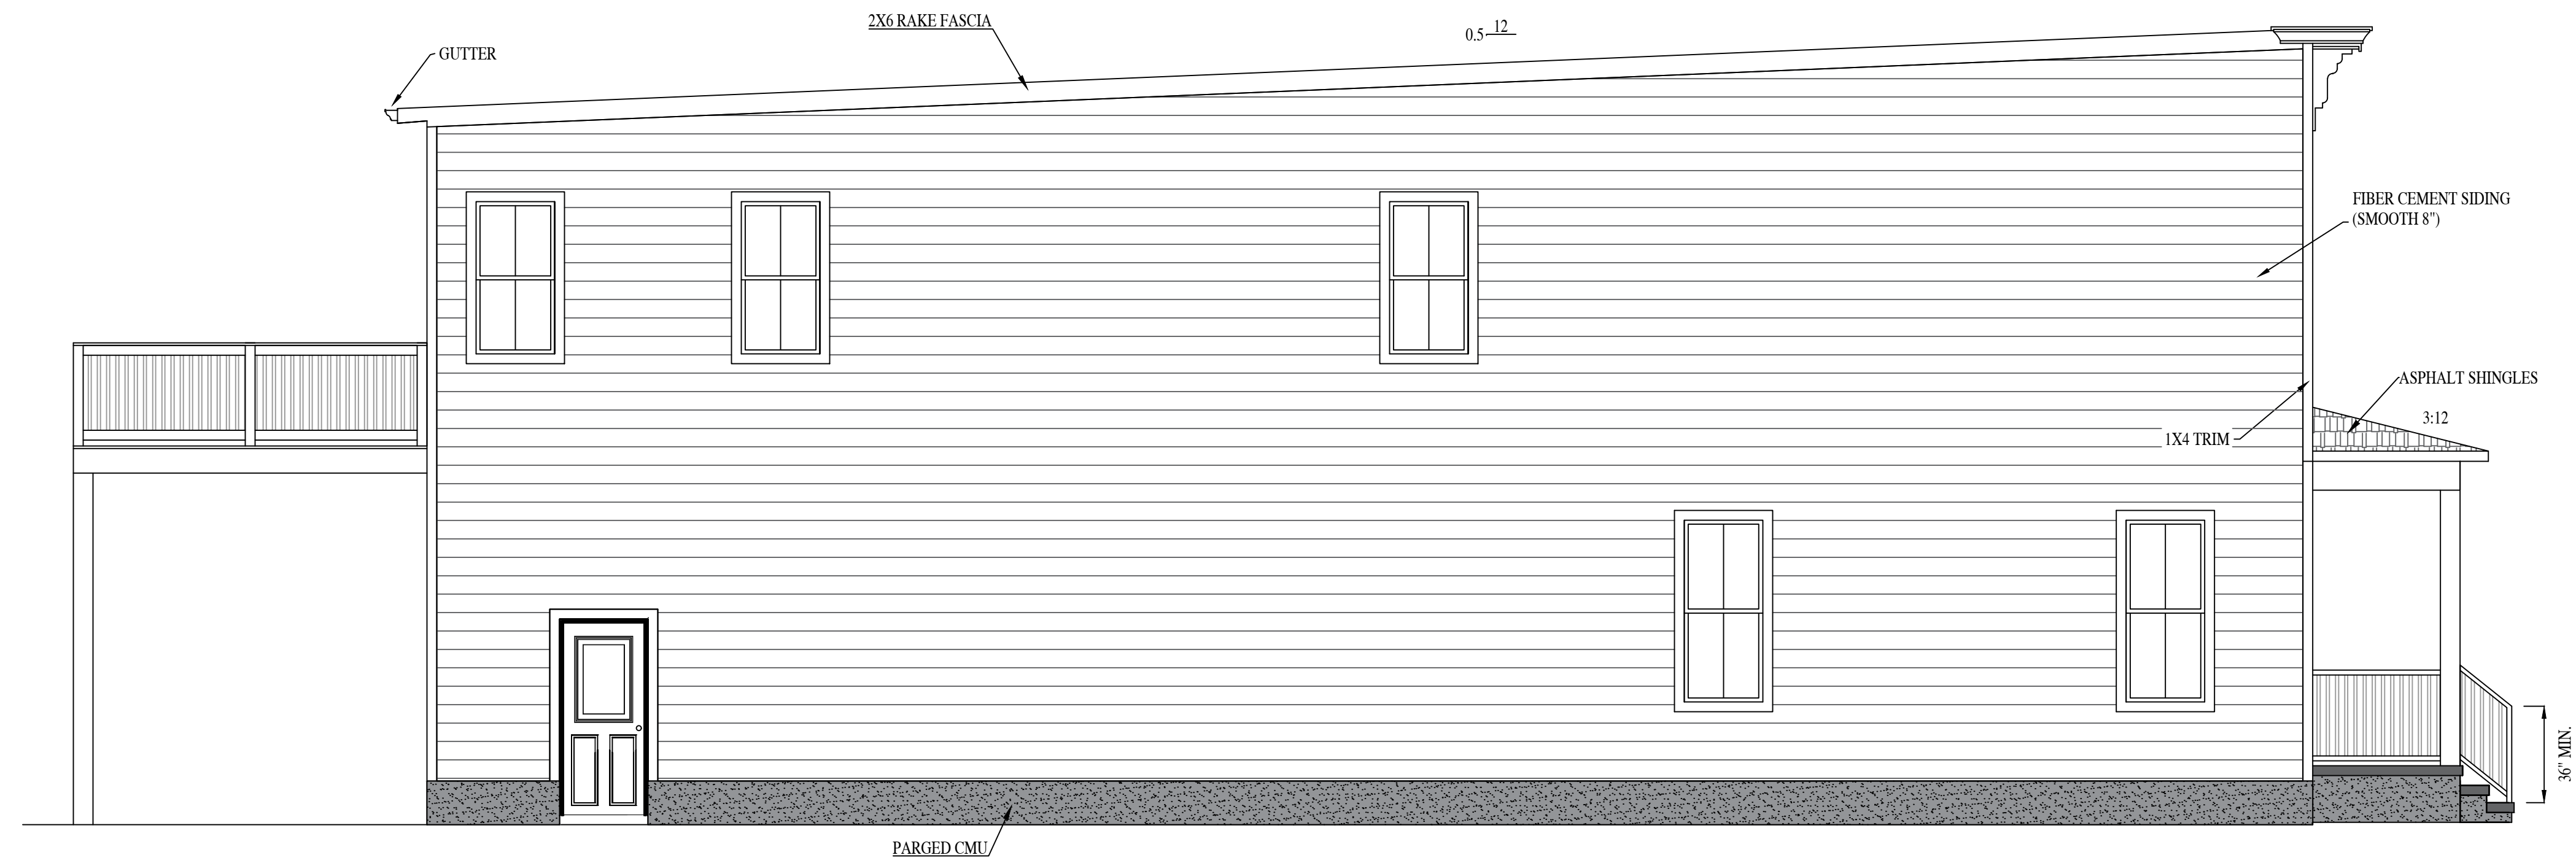 2X6 RAKE FASCIA
12
0.5
GUTTER
FIBER CEMENT SIDING
(SMOOTH 8")
ASPHALT SHINGLES
3:12
1X4 TRIM
36" MIN.
PARGED CMU